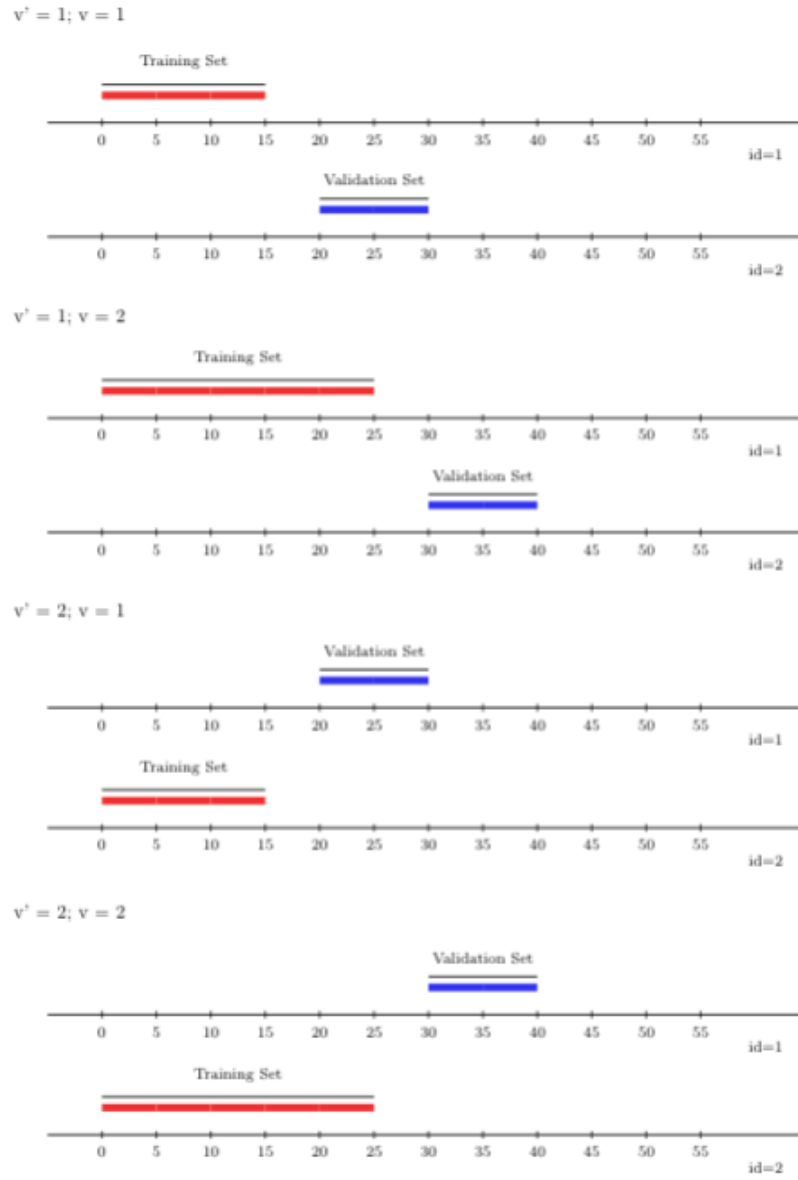 v' = 1; v = 1
Training Set
0 5 10 15 20 25 30 35 40 45 50 55
id=1
Validation Set
0 5 10 15 20 25 30 35 40 45 50 55
id=2
v' = 1; v = 2
Training Set
0 5 10 15 20 25 30 35 40 45 50 55
id=1
Validation Set
0 5 10 15 20 25 30 35 40 45 50 55
id=2
v' = 2; v = 1
Validation Set
0 5 10 15 20 25 30 35 40 45 50 55
id=1
Training Set
0 5 10 15 20 25 30 35 40 45 50 55
id=2
v' = 2; v = 2
Validation Set
0 5 10 15 20 25 30 35 40 45 50 55
id=1
Training Set
0 5 10 15 20 25 30 35 40 45 50 55
id=2